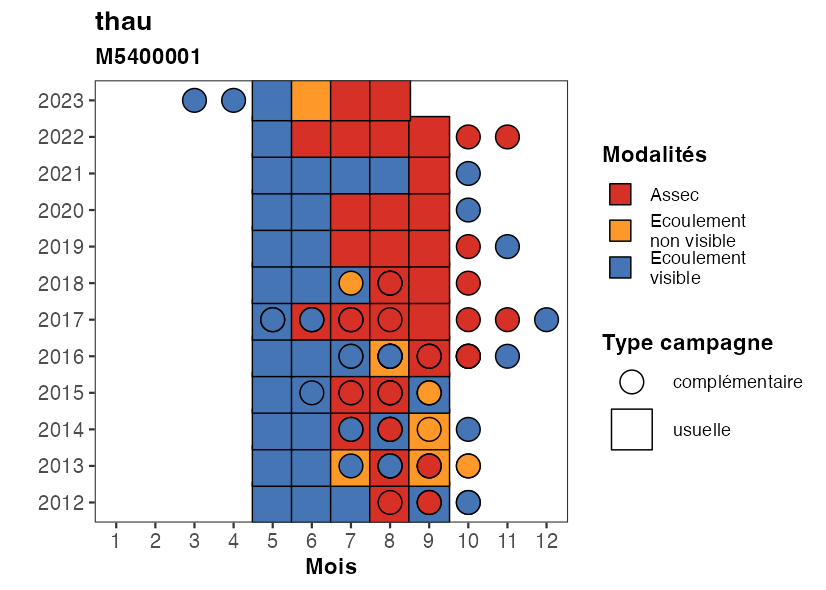 thau
M5400001
2023
2022
2021
2020
2019
2018
2017
2016
2015
2014
2013
2012
1 2 3 4 5 6 7 8 9 10 11 12
Mois
Modalités
Assec
Ecoulement
non visible
Ecoulement
visible
Type campagne
complémentaire
usuelle